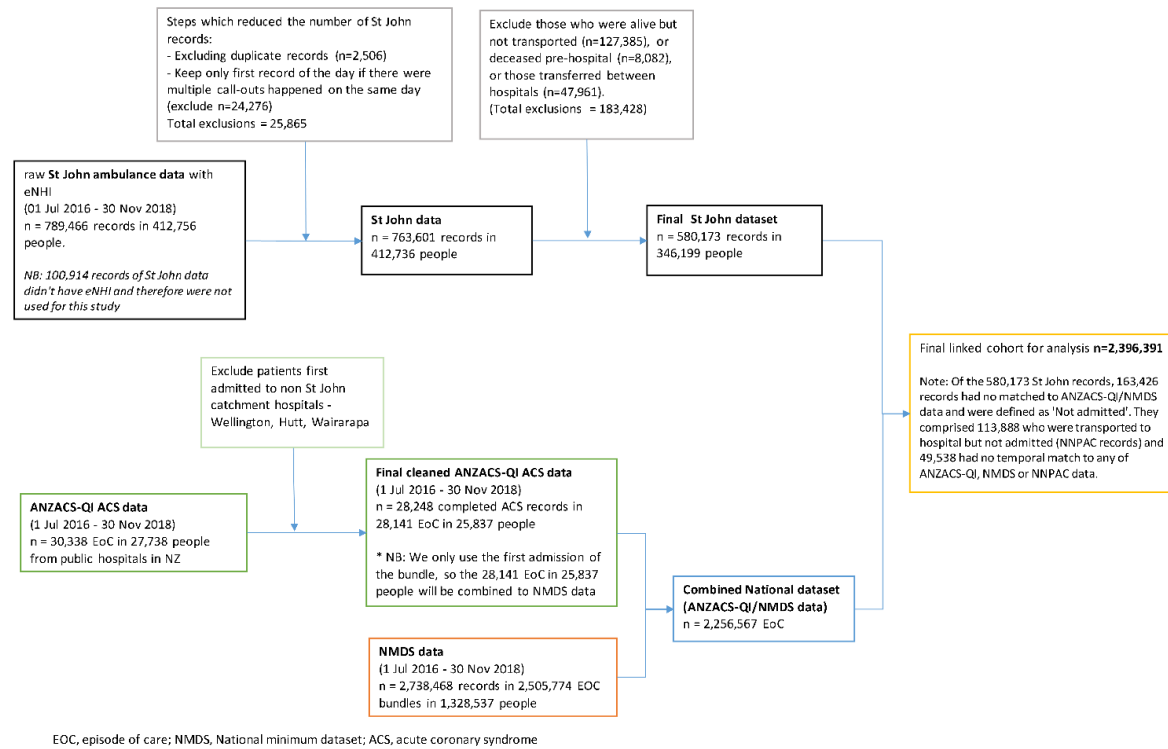 Steps which reduced the number of St John
records:
- Excluding duplicate records (n=2,506)
- Keep only first record of the day if there were
multiple call-outs happened on the same day
(exclude n=24,276)
Total exclusions = 25,865
Exclude those who were alive but
not transported (n=127,385), or
deceased pre-hospital (n=8,082),
or those transferred between
hospitals (n=47,961).
(Total exclusions = 183,428)
raw St John ambulance data with
eNHI
(01 Jul 2016 - 30 Nov 2018)
n = 789,466 records in 412,756
people.
NB: 100,914 records of St John data
didn't have eNHI and therefore were not
used for this study
St John data
n = 763,601 records in
412,736 people
Final St John dataset
n = 580,173 records in
346,199 people
Final linked cohort for analysis n=2,396,391
Note: Of the 580,173 St John records, 163,426
records had no matched to ANZACS-QI/NMDS
data and were defined as 'Not admitted'. They
comprised 113,888 who were transported to
hospital but not admitted (NNPAC records) and
49,538 had no temporal match to any of
ANZACS-QI, NMDS or NNPAC data.
Exclude patients first
admitted to non St John
catchment hospitals -
Wellington, Hutt, Wairarapa
ANZACS-QI ACS data
(1 Jul 2016 - 30 Nov 2018)
n = 30,338 EoC in 27,738 people
from public hospitals in NZ
Final cleaned ANZACS-QI ACS data
(1 Jul 2016 - 30 Nov 2018)
n = 28,248 completed ACS records in
28,141 EoC in 25,837 people
* NB: We only use the first admission of
the bundle, so the 28,141 EoC in 25,837
people will be combined to NMDS data
Combined National dataset
(ANZACS-QI/NMDS data)
n = 2,256,567 EoC
NMDS data
(1 Jul 2016 - 30 Nov 2018)
n = 2,738,468 records in 2,505,774 EOC
bundles in 1,328,537 people
EOC, episode of care; NMDS, National minimum dataset; ACS, acute coronary syndrome